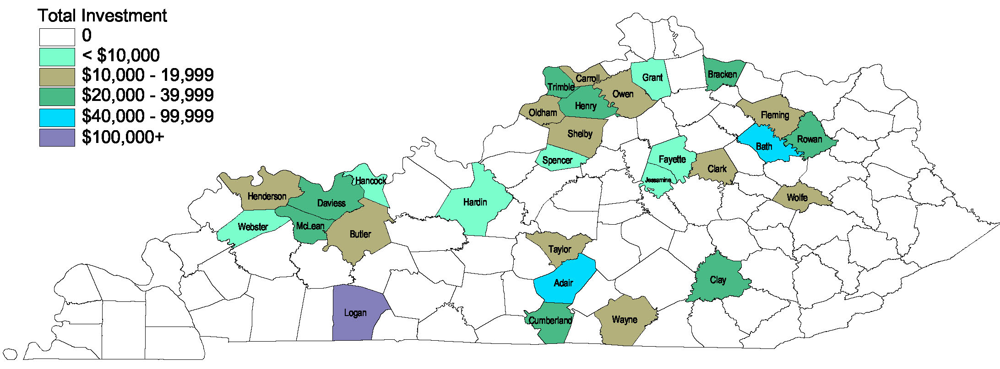 Total Investment
0
< $10,000
$10,000 - 19,999
$20,000 - 39,999
$40,000 - 99,999
$100,000+
Bracken
Grant
Carroll
Trimble
Owen
Henry
Oldham
Fleming
Shelby
Rowan
Bath
Spencer
Fayette
Clark
Jessamine
Hancock
Henderson
Daviess
Hardin
Wolfe
Webster
McLean
Butler
Taylor
Adair
Clay
Logan
Cumberland
Wayne